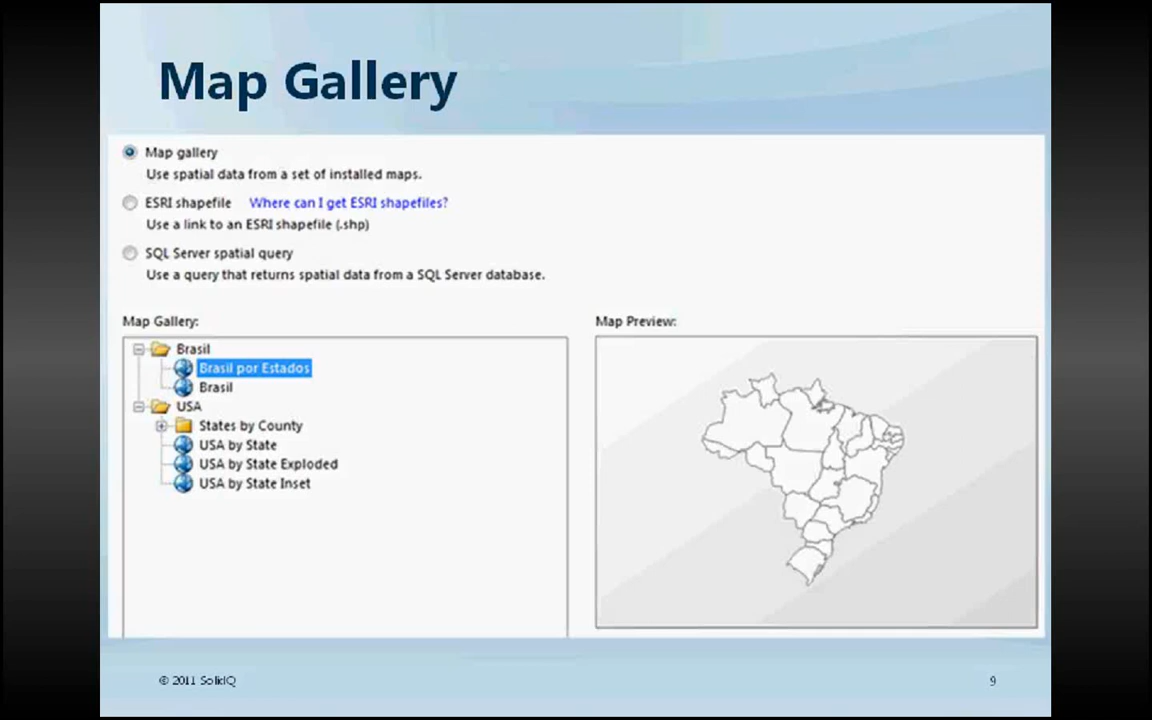 Map Gallery
Map gallery
Use spatial data from a set of installed maps.
ESRI shapefile Where can I get ESRI shapefiles?
Use a link to an ESRI shapefile (.shp)
SQL Server spatial query
Use a query that returns spatial data from a SQL Server database.
Map Gallery:
Brasil
Brasil por Estados
Brasil
USA
States by County
USA by State
USA by State Exploded
USA by State Inset
Map Preview:
© 2011 SolidQ
9